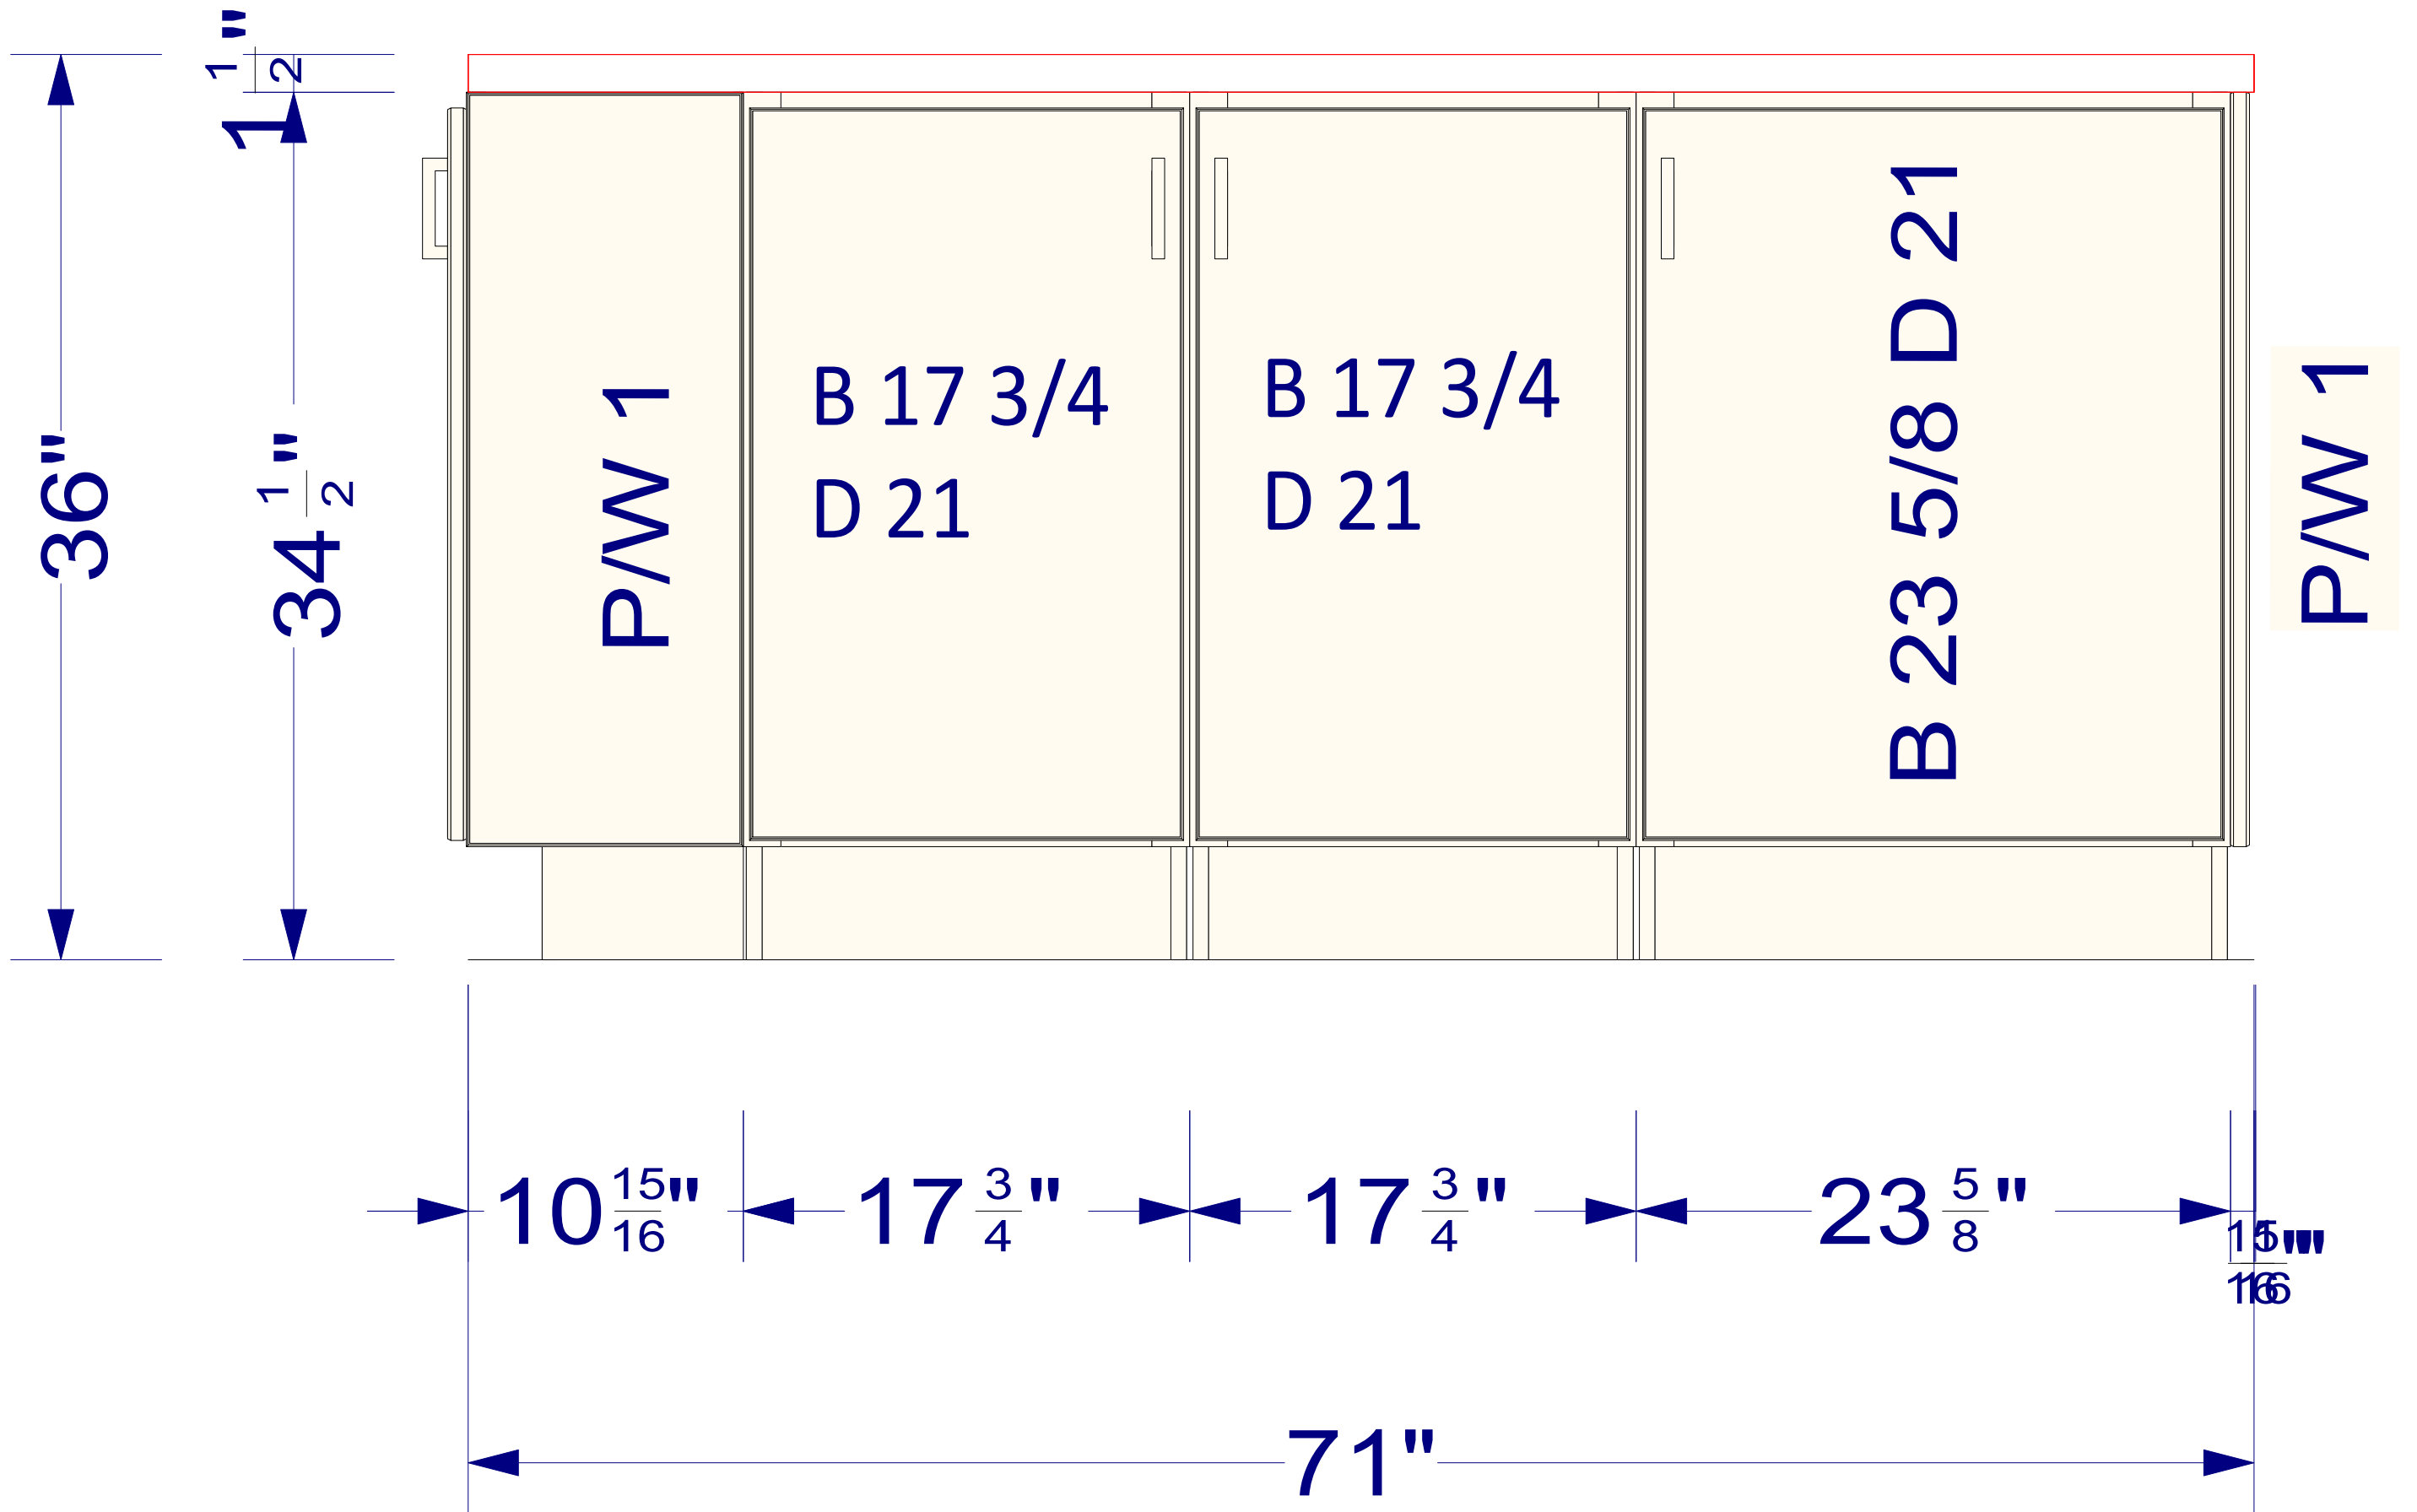 1 1/2"
36"
34 1/2"
P/W 1
B 17 3/4
D 21
B 17 3/4
D 21
B 23 5/8 D 21
P/W 1
10 15/16"
17 3/4"
17 3/4"
23 5/8"
71"